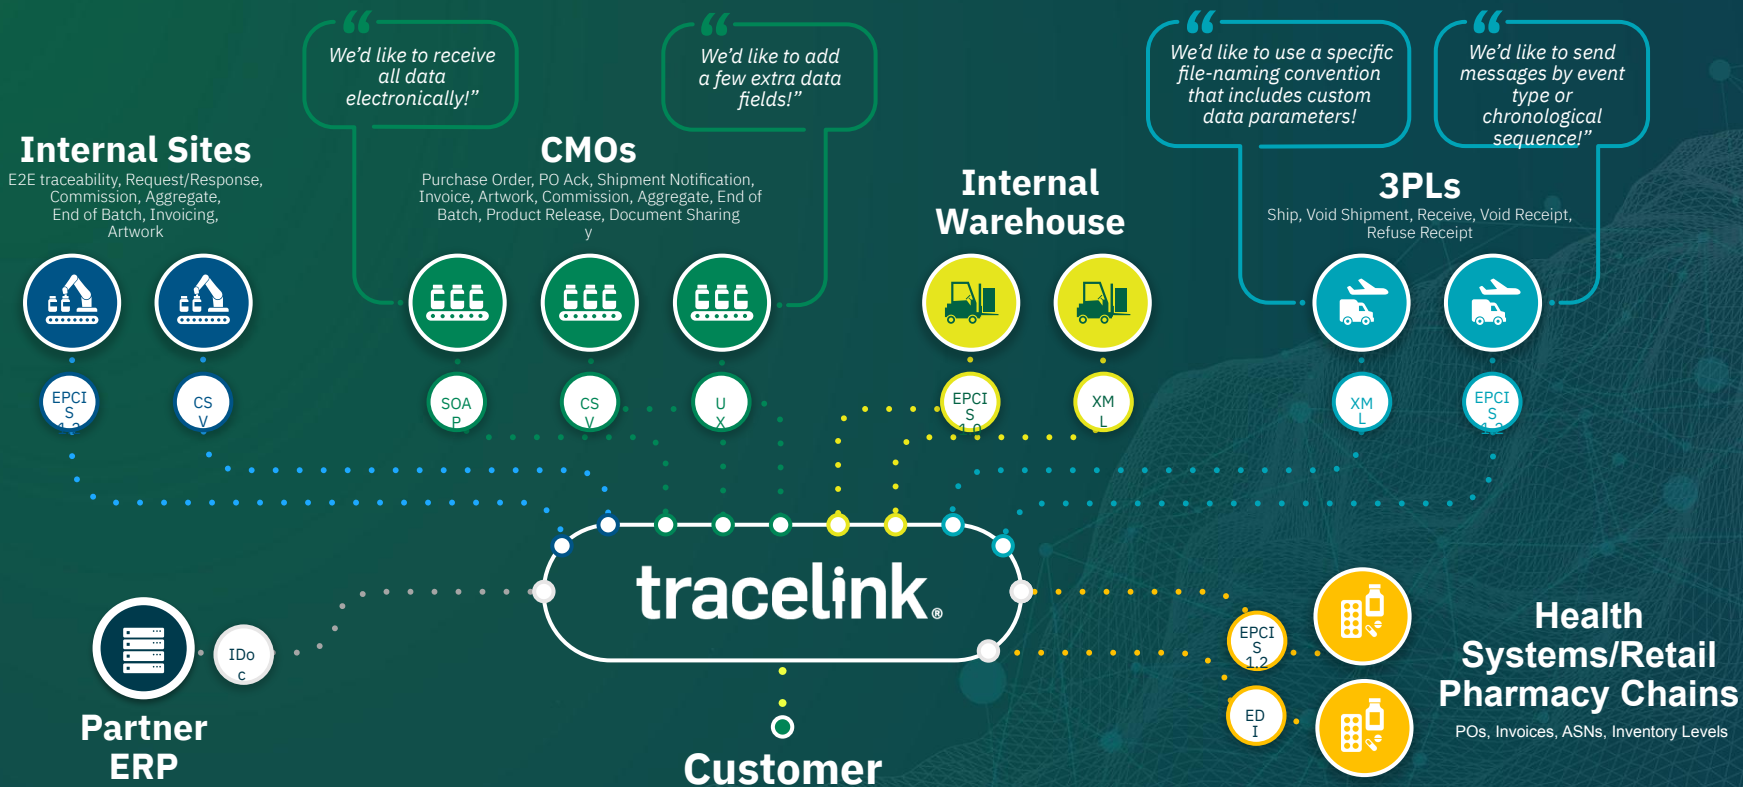 “
We’d like to receive
all data
electronically!”
“
We’d like to add
a few extra data
fields!”
“
We’d like to use a specific
file-naming convention
that includes custom
data parameters!
“
We’d like to send
messages by event
type or
chronological
sequence!”
Internal Sites
E2E traceability, Request/Response,
Commission, Aggregate,
End of Batch, Invoicing,
Artwork
CMOs
Purchase Order, PO Ack, Shipment Notification,
Invoice, Artwork, Commission, Aggregate, End of
Batch, Product Release, Document Sharing
y
Internal
Warehouse
3PLs
Ship, Void Shipment, Receive, Void Receipt,
Refuse Receipt
EPCI
S
CS
V
SOA
P
CS
V
U
X
EPCI
S
1.0
XM
L
XM
L
EPCI
S
1.2
tracelink®
IDo
c
Partner
ERP
Customer
EPCI
S
1.2
ED
I
Health
Systems/Retail
Pharmacy Chains
POs, Invoices, ASNs, Inventory Levels